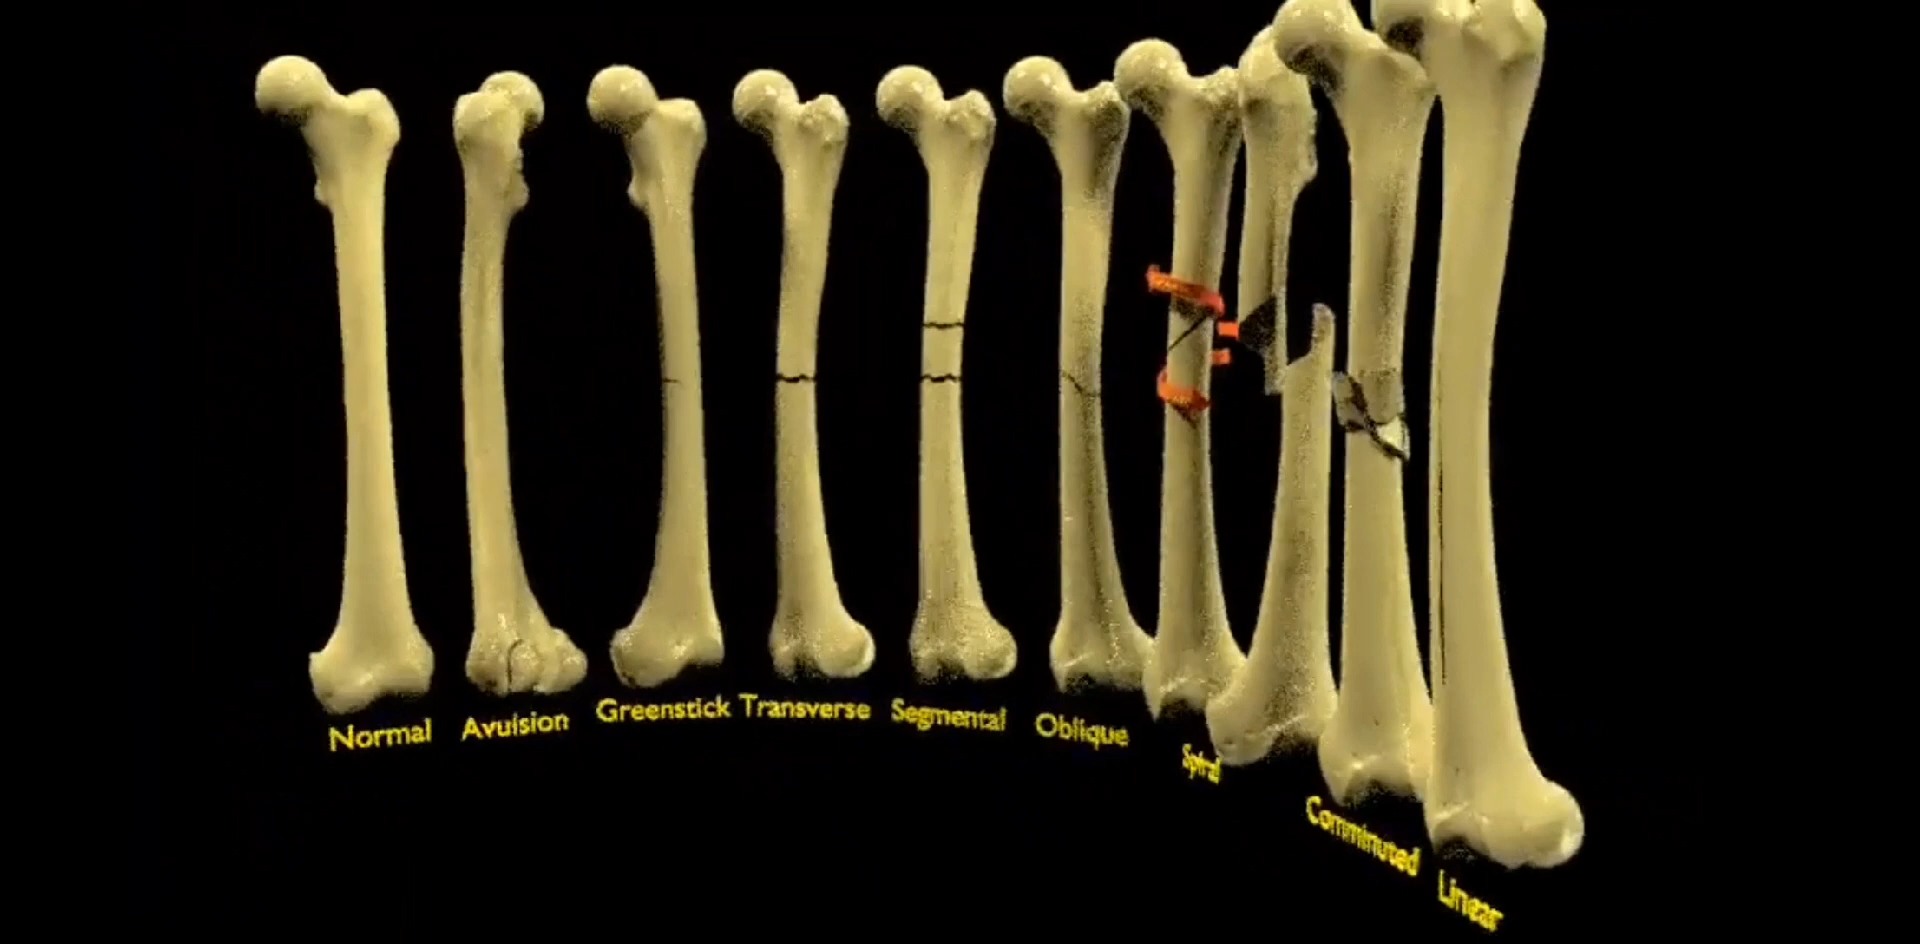 Normal
Avulsion
Greenstick
Transverse
Segmental
Oblique
Spiral
Comminuted
Linear